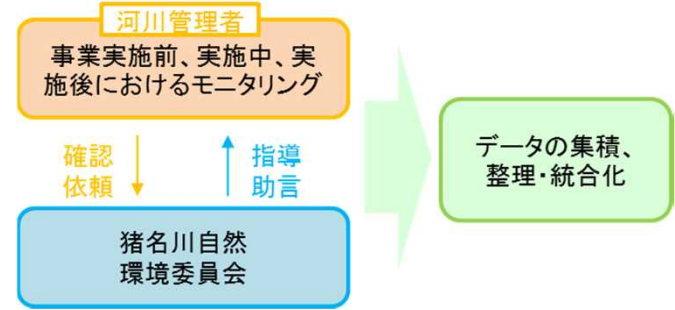 河川管理者
事業実施前、実施中、実
施後におけるモニタリング
確認
依頼
指導
助言
猪名川自然
環境委員会
データの集積、
整理・統合化